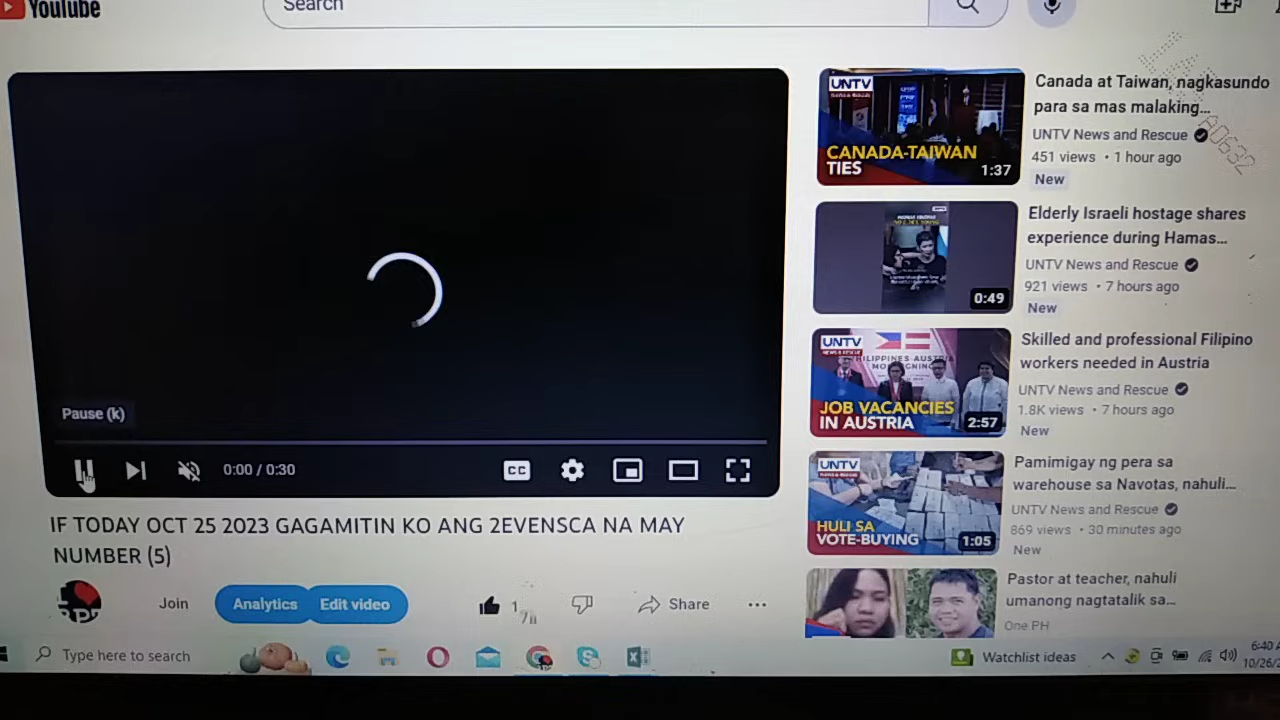 YouTube
Search
Pause (k)
0:00 / 0:30
CC
IF TODAY OCT 25 2023 GAGAMITIN KO ANG 2EVENSCA NA MAY
NUMBER (5)
Join
Analytics
Edit video
1
Share
UNTV
CANADA-TAIWAN
TIES
1:37
Canada at Taiwan, nagkasundo
para sa mas malaking...
UNTV News and Rescue
451 views • 1 hour ago
New
0:49
Elderly Israeli hostage shares
experience during Hamas...
UNTV News and Rescue
921 views • 7 hours ago
New
UNTV
JOB VACANCIES
IN AUSTRIA
2:57
Skilled and professional Filipino
workers needed in Austria
UNTV News and Rescue
1.8K views • 7 hours ago
New
UNTV
HULI SA
VOTE-BUYING
1:05
Pamimigay ng pera sa
warehouse sa Navotas, nahuli...
UNTV News and Rescue
869 views • 30 minutes ago
New
Pastor at teacher, nahuli
umanong nagtatalik sa...
One PH
Type here to search
Watchlist ideas
6:40
10/26/2